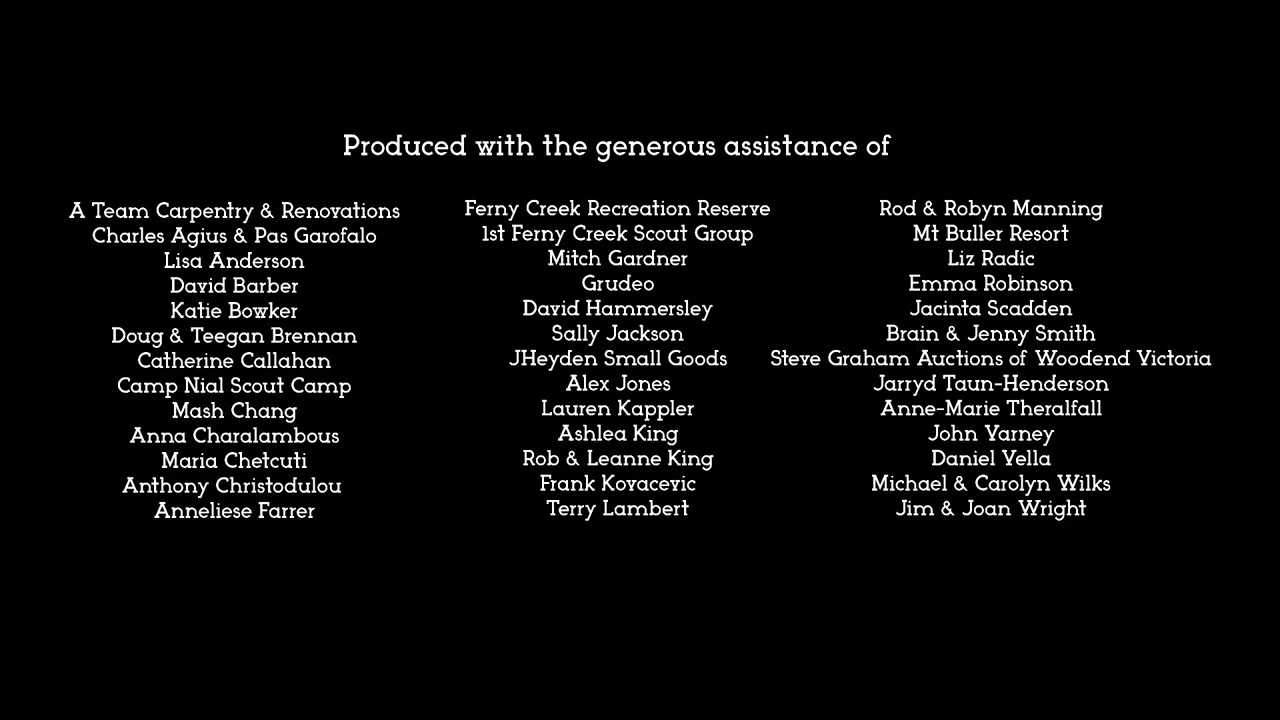 Produced with the generous assistance of
A Team Carpentry & Renovations
Charles Agius & Pas Garofalo
Lisa Anderson
David Barber
Katie Bowker
Doug & Teegan Brennan
Catherine Callahan
Camp Nial Scout Camp
Mash Chang
Anna Charalambous
Maria Chetcuti
Anthony Christodulou
Anneliese Farrer
Ferny Creek Recreation Reserve
1st Ferny Creek Scout Group
Mitch Gardner
Grudeo
David Hammersley
Sally Jackson
JHeyden Small Goods
Alex Jones
Lauren Kappler
Ashlea King
Rob & Leanne King
Frank Kovacevic
Terry Lambert
Rod & Robyn Manning
Mt Buller Resort
Liz Radic
Emma Robinson
Jacinta Scadden
Brain & Jenny Smith
Steve Graham Auctions of Woodend Victoria
Jarryd Taun-Henderson
Anne-Marie Theralfall
John Varney
Daniel Vella
Michael & Carolyn Wilks
Jim & Joan Wright